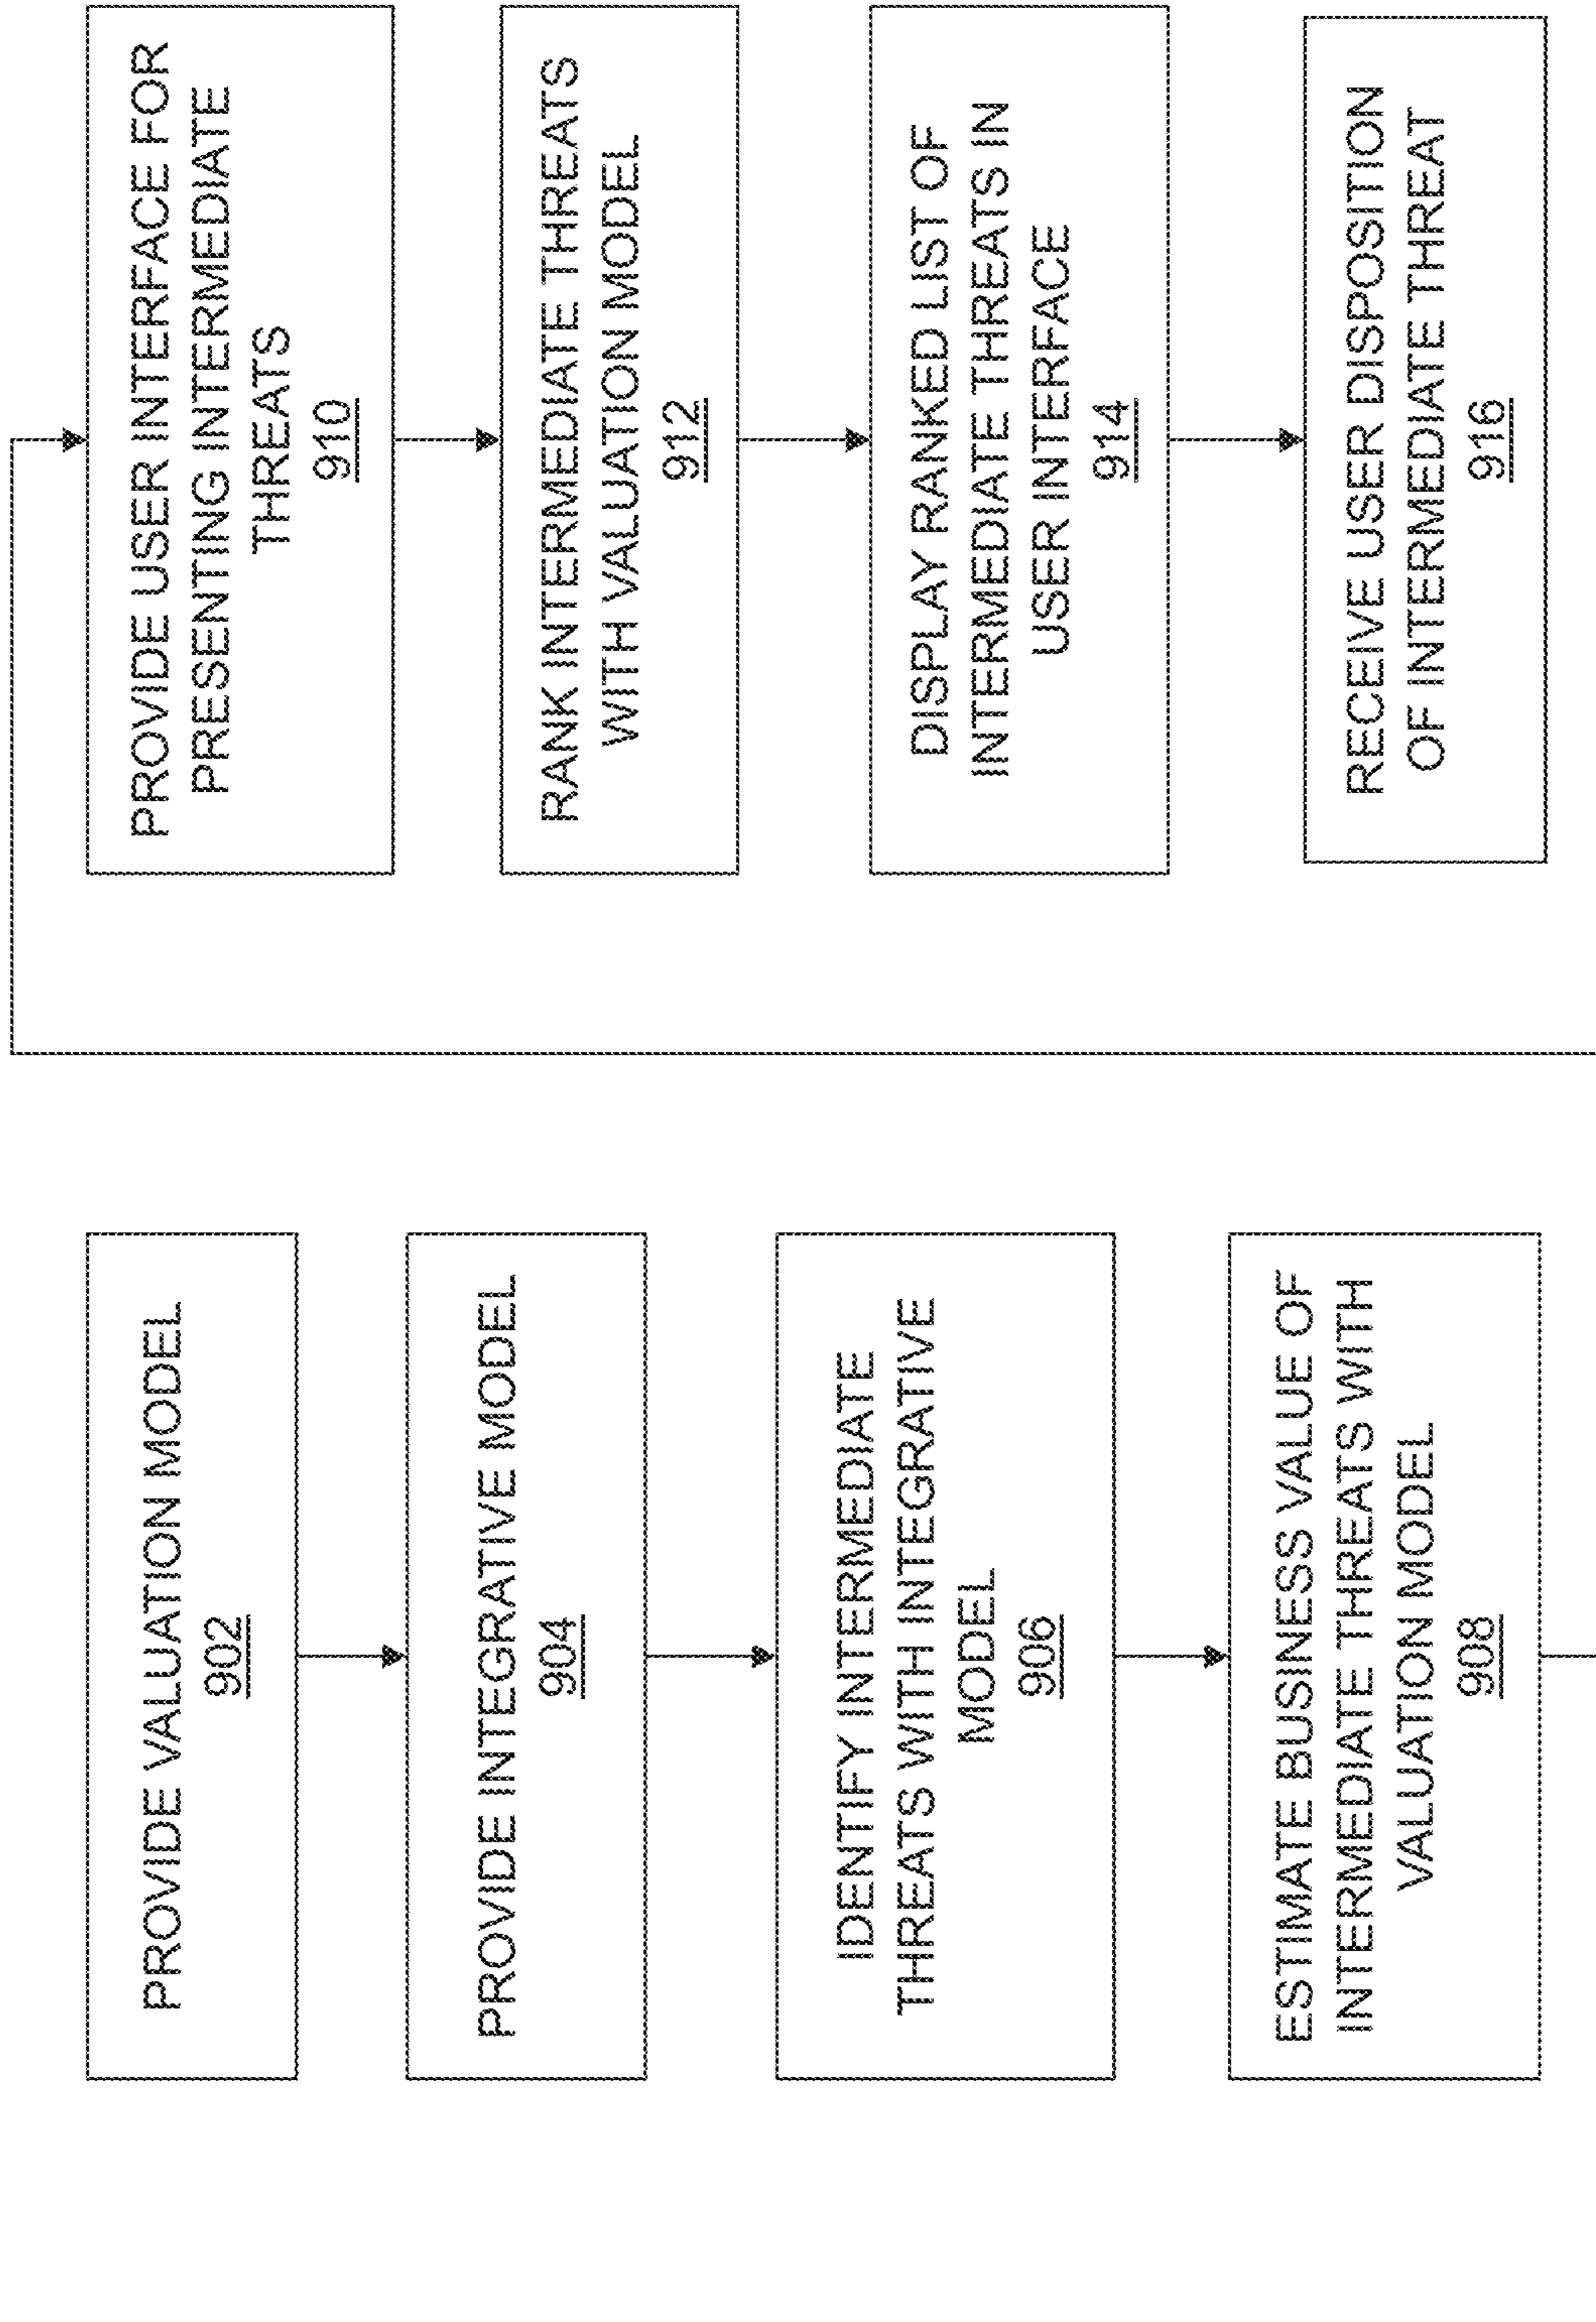 PROVIDE VALUATION MODEL
902
PROVIDE INTEGRATIVE MODEL
904
IDENTIFY INTERMEDIATE
THREATS WITH INTEGRATIVE
MODEL
906
ESTIMATE BUSINESS VALUE OF
INTERMEDIATE THREATS WITH
VALUATION MODEL
908
PROVIDE USER INTERFACE FOR
PRESENTING INTERMEDIATE
THREATS
910
RANK INTERMEDIATE THREATS
WITH VALUATION MODEL
912
DISPLAY RANKED LIST OF
INTERMEDIATE THREATS IN
USER INTERFACE
914
RECEIVE USER DISPOSITION
OF INTERMEDIATE THREAT
916